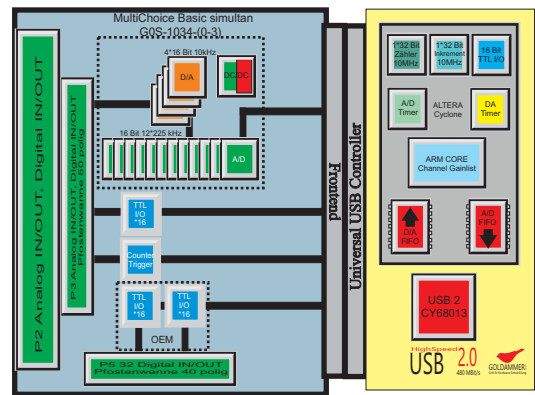 MultiChoice Basic simultan
G0S-1034-(0-3)
P2 Analog IN/OUT, Digital IN/OUT
P3 Analog IN/OUT, Digital IN/OUT
Pfostenwanne 50 polig
4*16 Bit 10kHz
D/A
DC/DC
16 Bit 12*225 kHz
A/D
TTL
I/O
*16
Counter
Trigger
TTL
I/O
*16
TTL
I/O
*16
OEM
P5 32 Digital IN/OUT
Pfostenwanne 40 polig
Frontend
Universal USB Controller
1*32 Bit
Zähler
10MHz
1*32 Bit
Inkrement
10MHz
16 Bit
TTL I/O
A/D
Timer
ALTERA
Cyclone
DA
Timer
ARM CORE
Channel Gainlist
D/A
FIFO
A/D
FIFO
USB 2
CY68013
HighSpeed
USB 2.0
480 MBit/s
GOLDAMMER
Soft & Hardware Entwicklung